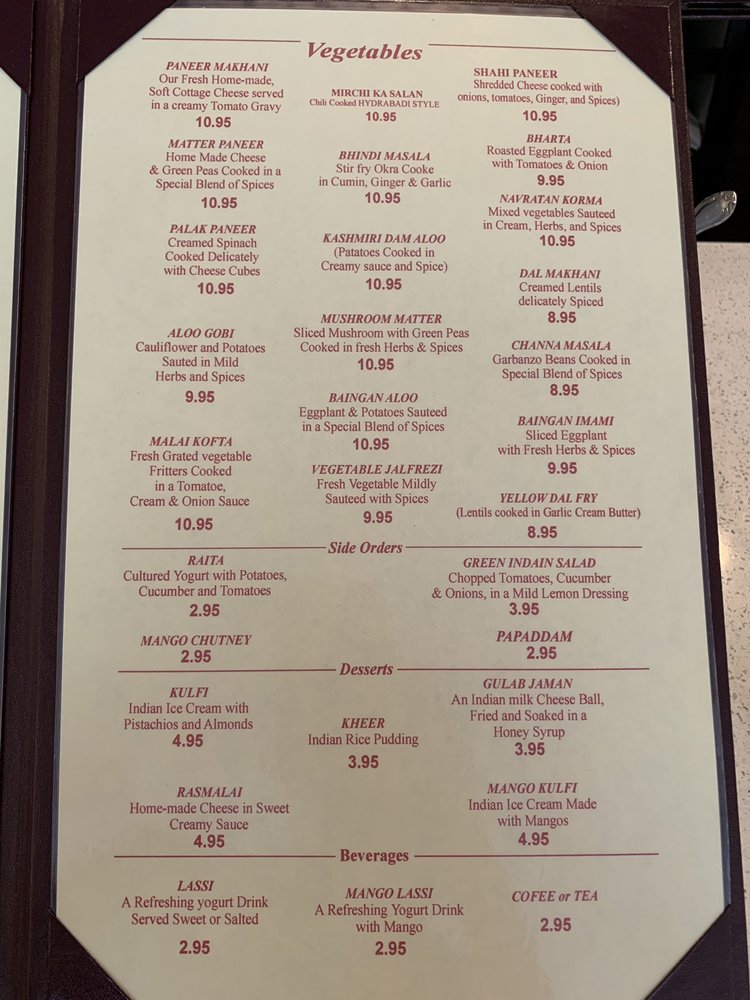 Vegetables
PANEER MAKHANI
Our Fresh Home-made,
Soft Cottage Cheese served
in a creamy Tomato Gravy
10.95
MATTER PANEER
Home Made Cheese
& Green Peas Cooked in a
Special Blend of Spices
10.95
PALAK PANEER
Creamed Spinach
Cooked Delicately
with Cheese Cubes
10.95
ALOO GOBI
Cauliflower and Potatoes
Sauted in Mild
Herbs and Spices
9.95
MALAI KOFTA
Fresh Grated vegetable
Fritters Cooked
in a Tomatoe,
Cream & Onion Sauce
10.95
MIRCHI KA SALAN
Chili Cooked HYDRABADI STYLE
10.95
BHINDI MASALA
Stir fry Okra Cooke
in Cumin, Ginger & Garlic
10.95
KASHMIRI DAM ALOO
(Patatoes Cooked in
Creamy sauce and Spice)
10.95
MUSHROOM MATTER
Sliced Mushroom with Green Peas
Cooked in fresh Herbs & Spices
10.95
BAINGAN ALOO
Eggplant & Potatoes Sauteed
in a Special Blend of Spices
10.95
VEGETABLE JALFREZI
Fresh Vegetable Mildly
Sauteed with Spices
9.95
SHAHI PANEER
Shredded Cheese cooked with
onions, tomatoes, Ginger, and Spices)
10.95
BHARTA
Roasted Eggplant Cooked
with Tomatoes & Onion
9.95
NAVRATAN KORMA
Mixed vegetables Sauteed
in Cream, Herbs, and Spices
10.95
DAL MAKHANI
Creamed Lentils
delicately Spiced
8.95
CHANNA MASALA
Garbanzo Beans Cooked in
Special Blend of Spices
8.95
BAINGAN IMAMI
Sliced Eggplant
with Fresh Herbs & Spices
9.95
YELLOW DAL FRY
(Lentils cooked in Garlic Cream Butter)
8.95
Side Orders
RAITA
Cultured Yogurt with Potatoes,
Cucumber and Tomatoes
2.95
MANGO CHUTNEY
2.95
GREEN INDAIN SALAD
Chopped Tomatoes, Cucumber
& Onions, in a Mild Lemon Dressing
3.95
PAPADDAM
2.95
Desserts
KULFI
Indian Ice Cream with
Pistachios and Almonds
4.95
RASMALAI
Home-made Cheese in Sweet
Creamy Sauce
4.95
KHEER
Indian Rice Pudding
3.95
GULAB JAMAN
An Indian milk Cheese Ball,
Fried and Soaked in a
Honey Syrup
3.95
MANGO KULFI
Indian Ice Cream Made
with Mangos
4.95
Beverages
LASSI
A Refreshing yogurt Drink
Served Sweet or Salted
2.95
MANGO LASSI
A Refreshing Yogurt Drink
with Mango
2.95
COFEE or TEA
2.95